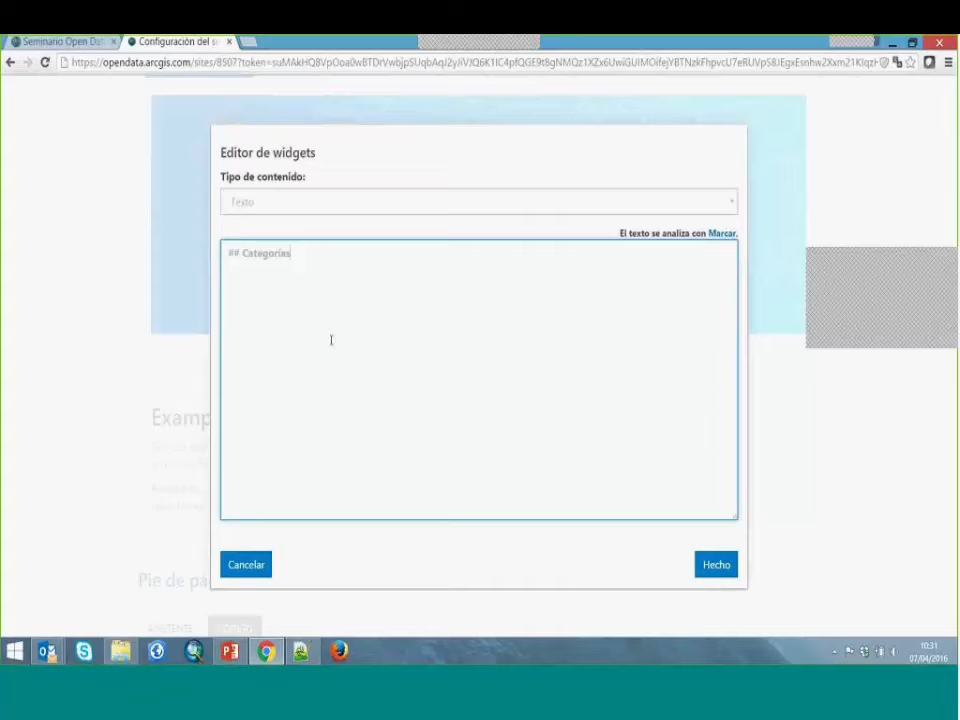 Seminario Open Dat
Configuración del s
https://opendata.arcgis.com/sites/8507?token=
Editor de widgets
Tipo de contenido:
Texto
El texto se analiza con Marcar.
## Categorías
Examp
Pie de pá
Cancelar
Hecho
10:31
07/04/2016